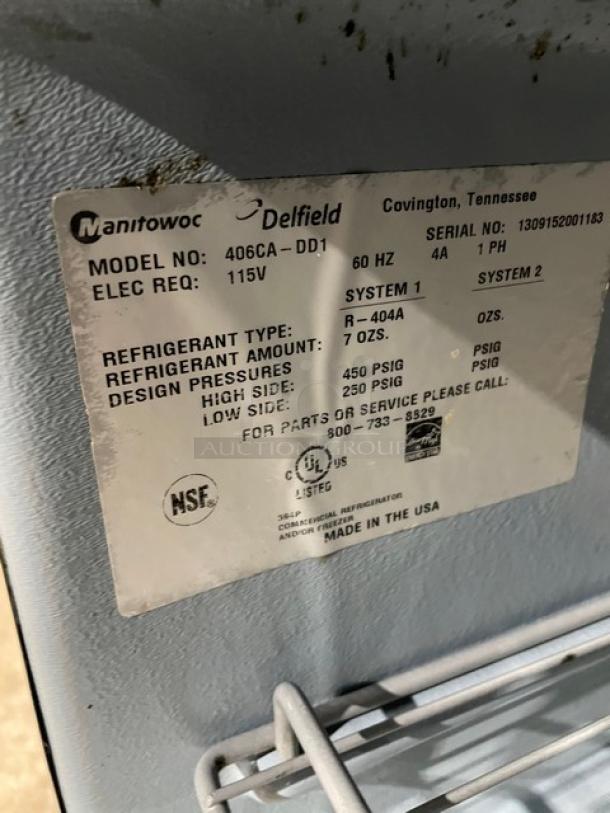 Manitowoc Delfield Covington, Tennessee
MODEL NO: 406CA-DD1 SERIAL NO: 1309152001183
ELEC REQ: 115V 60 HZ 4A 1 PH
SYSTEM 1 SYSTEM 2
REFRIGERANT TYPE: R-404A
REFRIGERANT AMOUNT: 7 OZS. OZS.
DESIGN PRESSURES
HIGH SIDE: 450 PSIG PSIG
LOW SIDE: 250 PSIG PSIG
FOR PARTS OR SERVICE PLEASE CALL:
800-733-8829
AUCTION GROUP
NSF®
C UL US
LISTED
COMMERCIAL REFRIGERATOR
AND/OR FREEZER
MADE IN THE USA